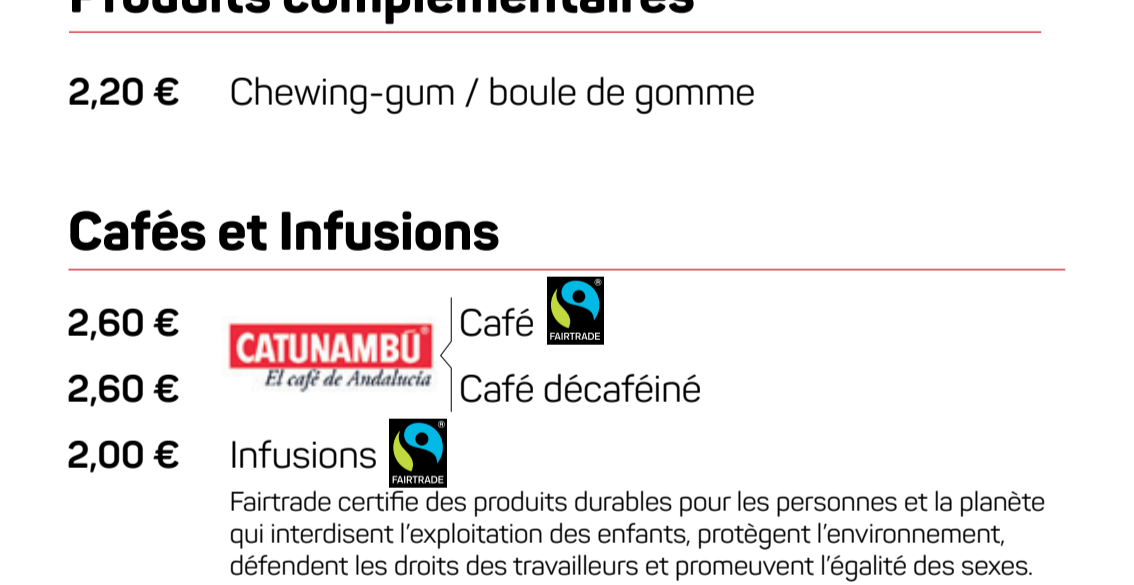 Produits complémentaires
2,20 € Chewing-gum / boule de gomme
Cafés et Infusions
2,60 € CATUNAMBÚ® Café ® FAIRTRADE
El café de Andalucía
2,60 € Café décaféiné
2,00 € Infusions ® FAIRTRADE
Fairtrade certifie des produits durables pour les personnes et la planète
qui interdisent l’exploitation des enfants, protègent l’environnement,
défendent les droits des travailleurs et promeuvent l’égalité des sexes.